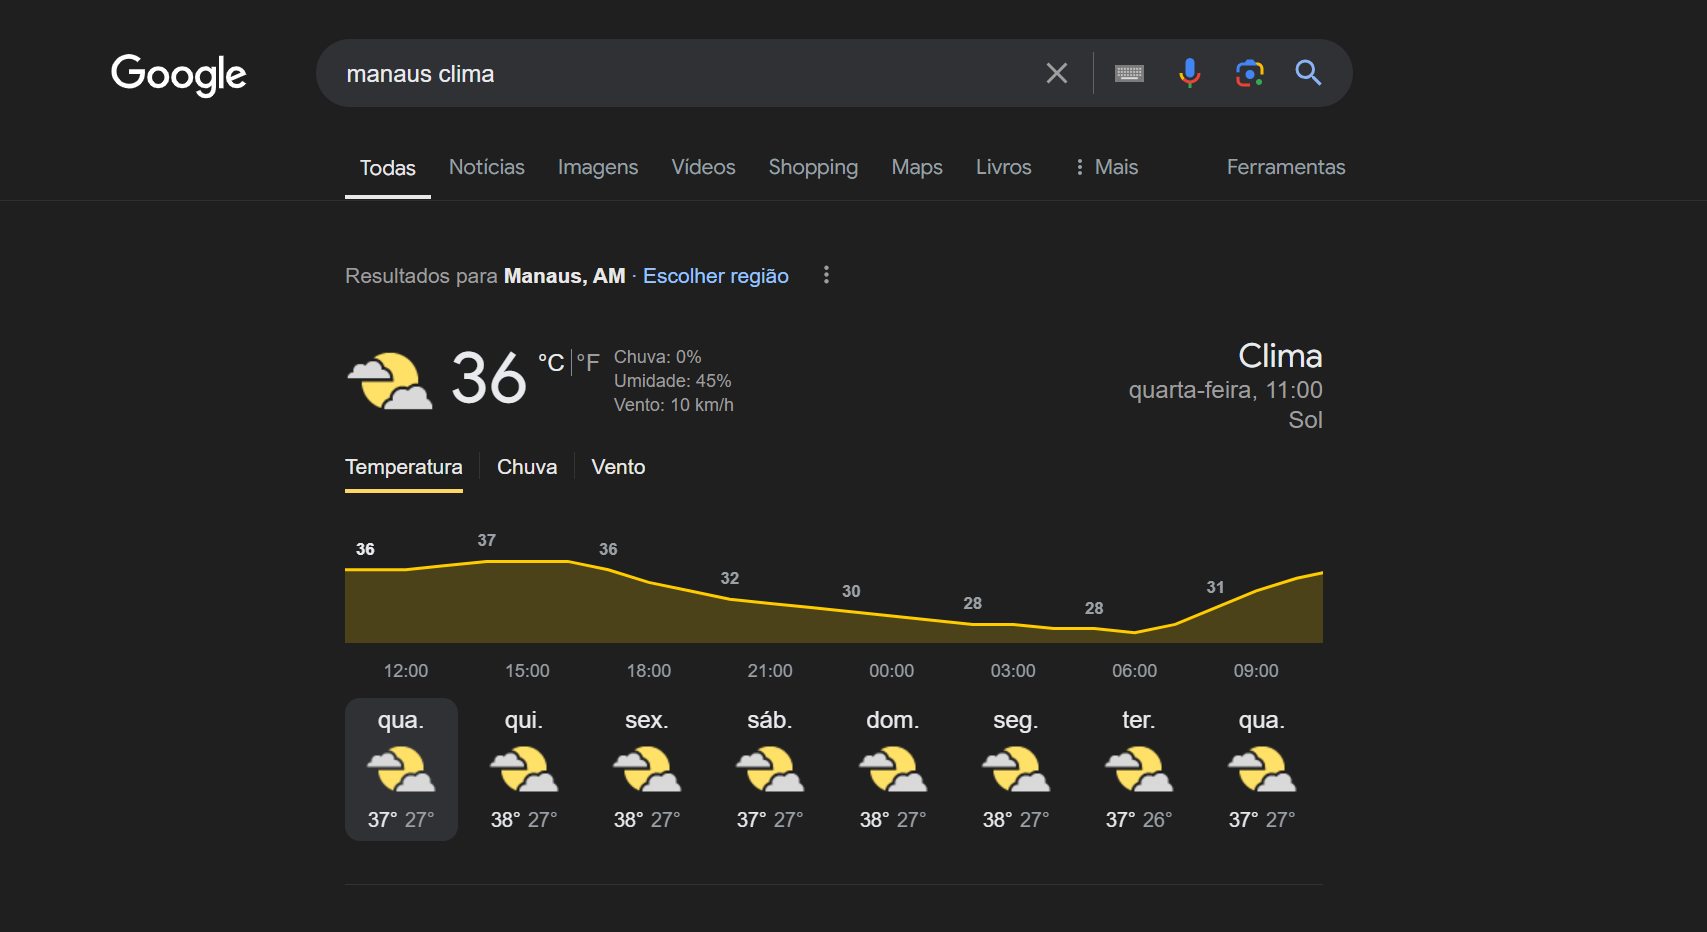 Google
manaus clima
Todas Notícias Imagens Vídeos Shopping Maps Livros Mais Ferramentas
Resultados para Manaus, AM · Escolher região
36 °C °F
Chuva: 0%
Umidade: 45%
Vento: 10 km/h
Clima
quarta-feira, 11:00
Sol
Temperatura Chuva Vento
36 37 36 32 30 28 28 31
12:00 15:00 18:00 21:00 00:00 03:00 06:00 09:00
qua. qui. sex. sáb. dom. seg. ter. qua.
37° 27° 38° 27° 38° 27° 37° 27° 38° 27° 38° 27° 37° 26° 37° 27°